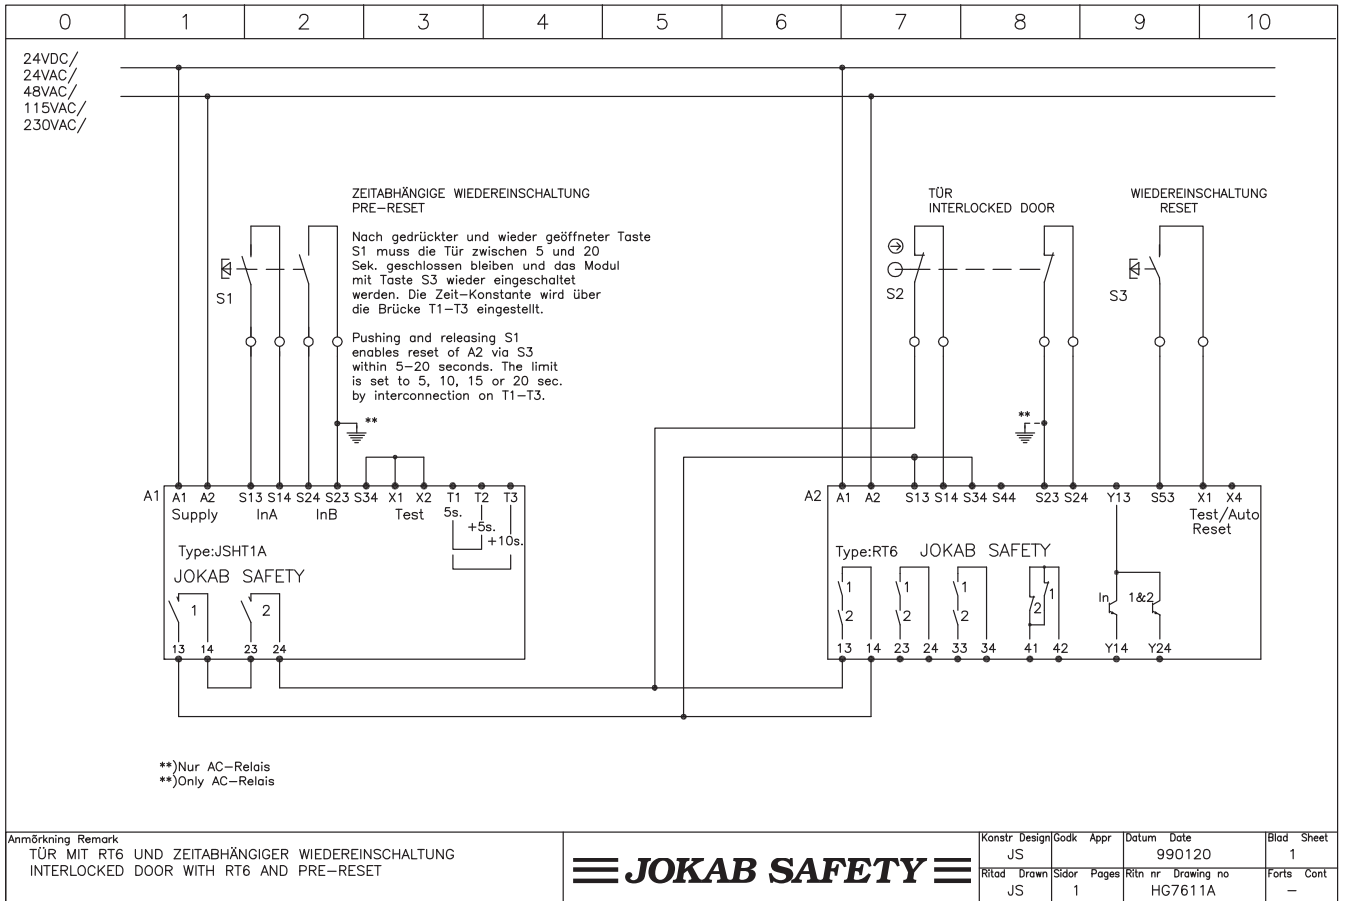 0 1 2 3 4 5 6 7 8 9 10
24VDC/
24VAC/
48VAC/
115VAC/
230VAC/
ZEITABHÄNGIGE WIEDEREINSCHALTUNG
PRE-RESET
Nach gedrückter und wieder geöffneter Taste
S1 muss die Tür zwischen 5 und 20
Sek. geschlossen bleiben und das Modul
mit Taste S3 wieder eingeschaltet
werden. Die Zeit-Konstante wird über
die Brücke T1-T3 eingestellt.
Pushing and releasing S1
enables reset of A2 via S3
within 5-20 seconds. The limit
is set to 5, 10, 15 or 20 sec.
by interconnection on T1-T3.
S1
**
TÜR
INTERLOCKED DOOR
S2
**
WIEDEREINSCHALTUNG
RESET
S3
A1 A1 A2 S13 S14 S24 S23 S34 X1 X2 T1 T2 T3
Supply InA InB Test 5s.
+5s.
+10s.
Type:JSHT1A
JOKAB SAFETY
1 2
13 14 23 24
A2 A1 A2 S13 S14 S34 S44 S23 S24 Y13 S53 X1 X4
Test/Auto
Reset
Type:RT6 JOKAB SAFETY
1 1 1 1
2 2 2 2
In 1&2
13 14 23 24 33 34 41 42 Y14 Y24
**)Nur AC-Relais
**)Only AC-Relais
Anmõrkning Remark
TÜR MIT RT6 UND ZEITABHÄNGIGER WIEDEREINSCHALTUNG
INTERLOCKED DOOR WITH RT6 AND PRE-RESET
JOKAB SAFETY
Konstr Design Godk Appr Datum Date Blad Sheet
JS 990120 1
Ritad Drawn Sidor Pages Ritn nr Drawing no Forts Cont
JS 1 HG7611A -